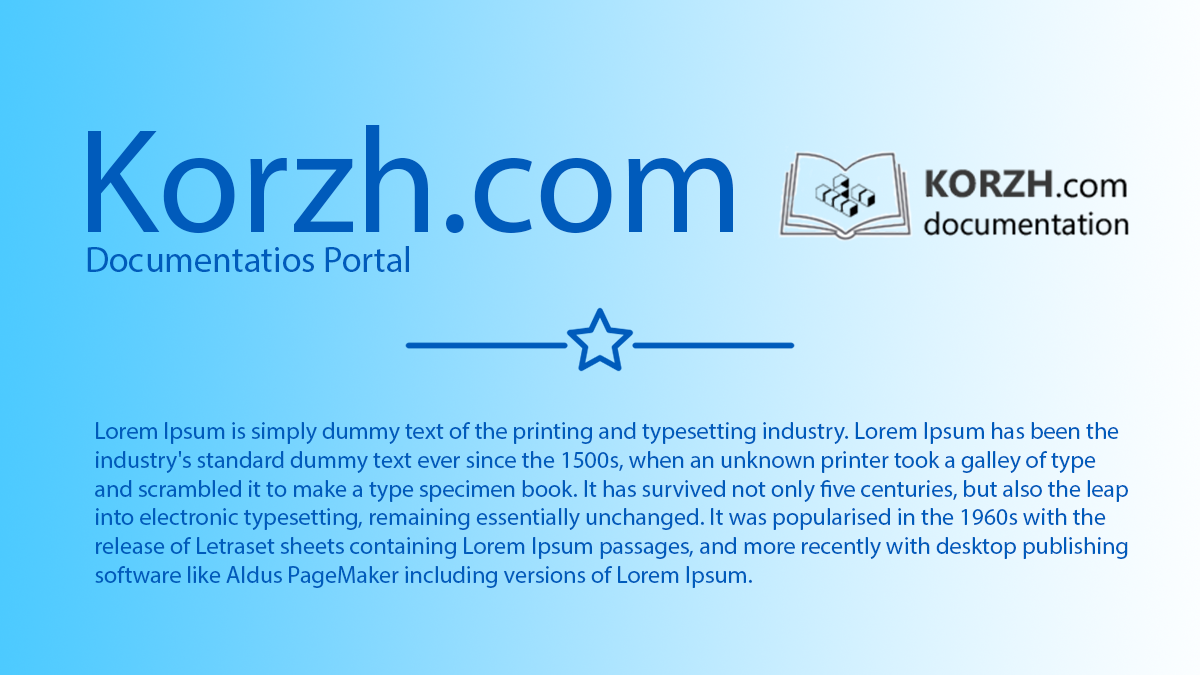 Korzh.com
Documentatios Portal
KORZH.com
documentation
Lorem Ipsum is simply dummy text of the printing and typesetting industry. Lorem Ipsum has been the
industry's standard dummy text ever since the 1500s, when an unknown printer took a galley of type
and scrambled it to make a type specimen book. It has survived not only five centuries, but also the leap
into electronic typesetting, remaining essentially unchanged. It was popularised in the 1960s with the
release of Letraset sheets containing Lorem Ipsum passages, and more recently with desktop publishing
software like Aldus PageMaker including versions of Lorem Ipsum.